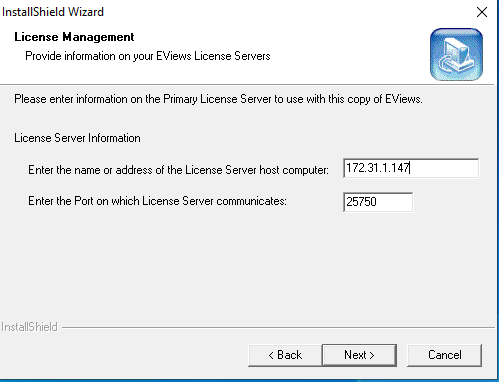 InstallShield Wizard
License Management
Provide information on your EViews License Servers
Please enter information on the Primary License Server to use with this copy of EViews.
License Server Information
Enter the name or address of the License Server host computer: 172.31.1.147
Enter the Port on which License Server communicates: 25750
InstallShield
< Back Next > Cancel